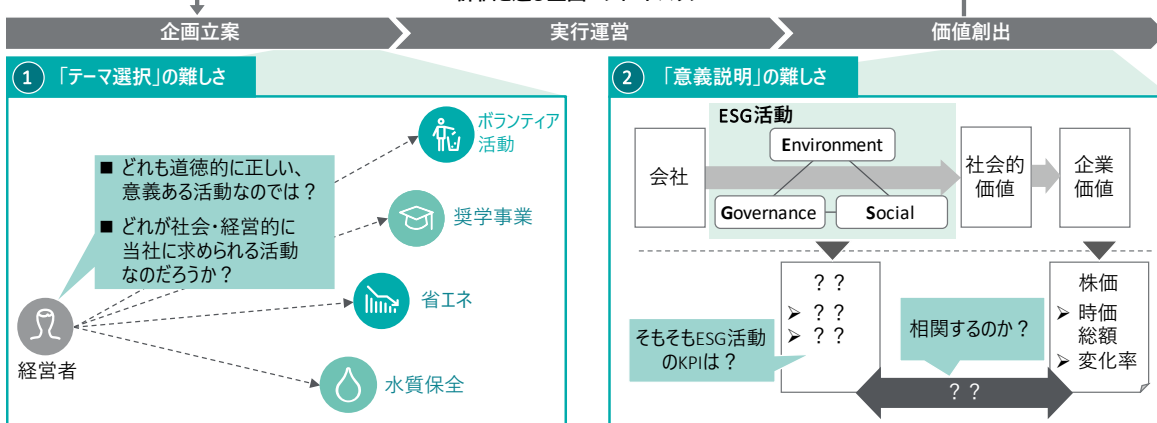 企画立案
実行運営
価値創出
1 「テーマ選択」の難しさ
ボランティア
活動
■ どれも道徳的に正しい、
意義ある活動なのでは？
■ どれが社会・経営的に
当社に求められる活動
なのだろうか？
奨学事業
省エネ
経営者
水質保全
2 「意義説明」の難しさ
ESG活動
Environment
会社
社会的
価値
企業
価値
Governance
Social
？？
➢ ？？
➢ ？？
そもそもESG活動
のKPIは？
相関するのか？
株価
➢ 時価
総額
➢ 変化率
？？